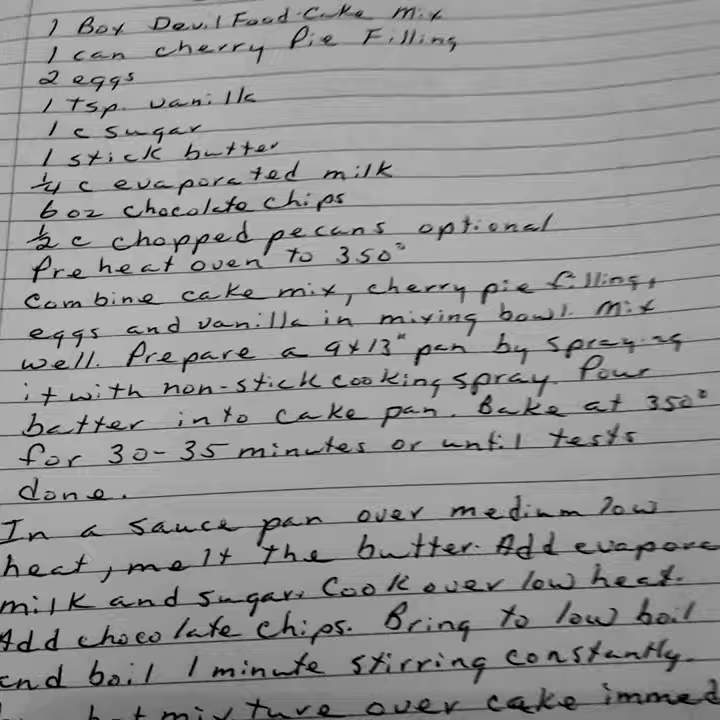 1 Box Devil Food Cake Mix
1 can cherry Pie Filling
2 eggs
1 tsp. vanilla
1 c sugar
1 stick butter
1/4 c evaporated milk
6 oz chocolate chips
1/2 c chopped pecans optional
Preheat oven to 350°
Combine cake mix, cherry pie filling,
eggs and vanilla in mixing bowl. Mix
well. Prepare a 9x13" pan by spraying
it with non-stick cooking spray. Pour
batter into cake pan. Bake at 350°
for 30-35 minutes or until tests
done.
In a sauce pan over medium low
heat, melt the butter. Add evapora
milk and sugar. Cook over low heat.
Add chocolate chips. Bring to low boil
and boil 1 minute stirring constantly.
hot mixture over cake immed